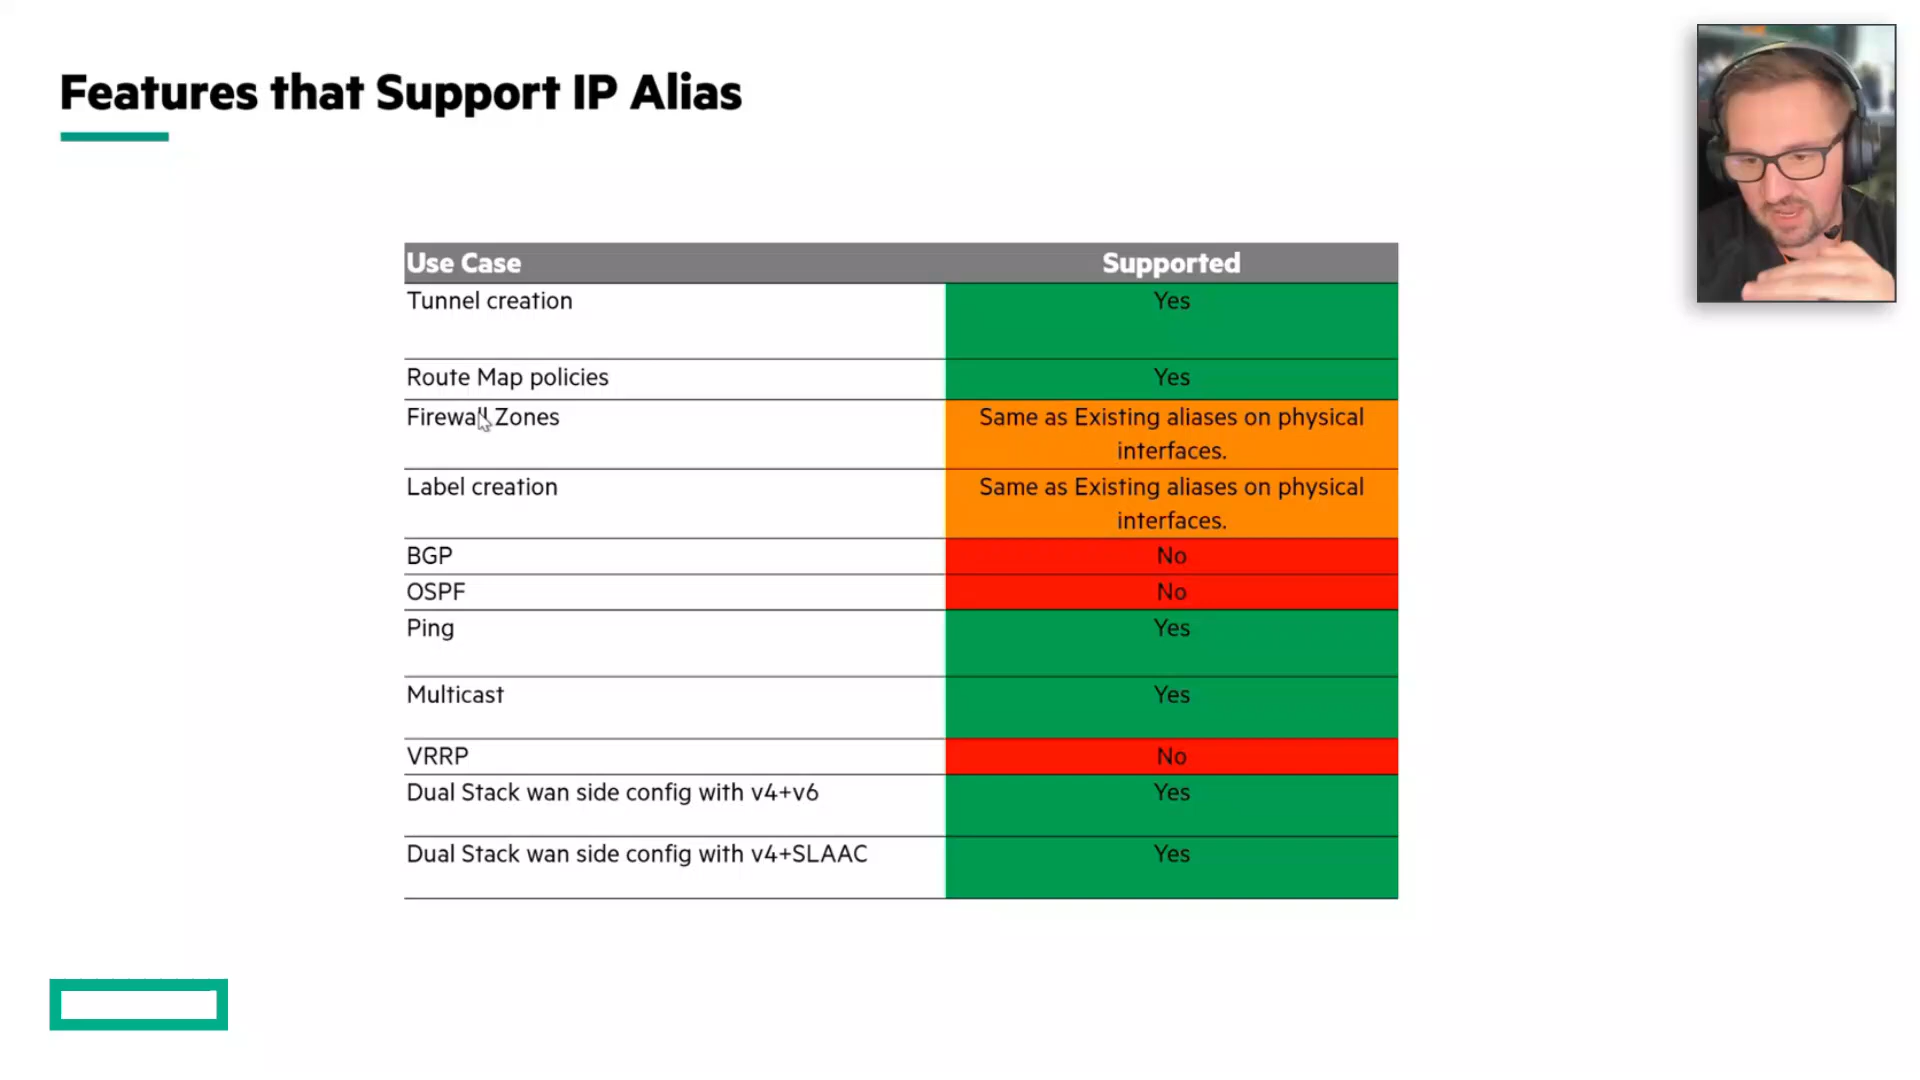 Features that Support IP Alias
Use Case Supported
Tunnel creation Yes
Route Map policies Yes
Firewall Zones Same as Existing aliases on physical
interfaces.
Label creation Same as Existing aliases on physical
interfaces.
BGP No
OSPF No
Ping Yes
Multicast Yes
VRRP No
Dual Stack wan side config with v4+v6 Yes
Dual Stack wan side config with v4+SLAAC Yes